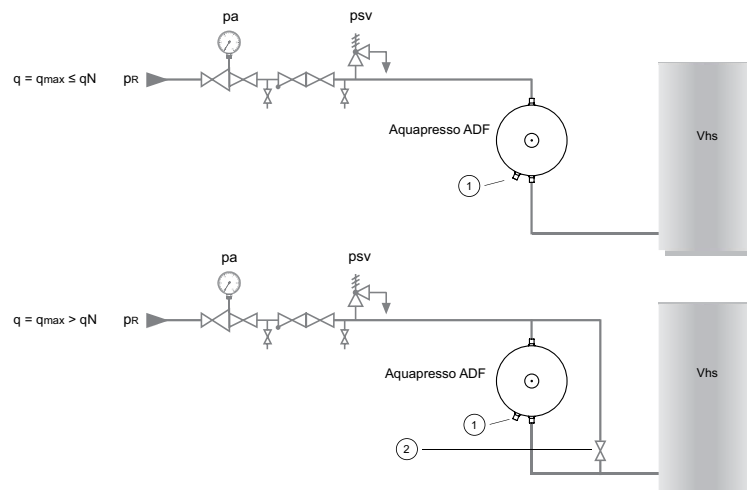 pa
psv
q = qmax ≤ qN
pR
Aquapresso ADF
Vhs
1
pa
psv
q = qmax > qN
pR
Aquapresso ADF
Vhs
1
2